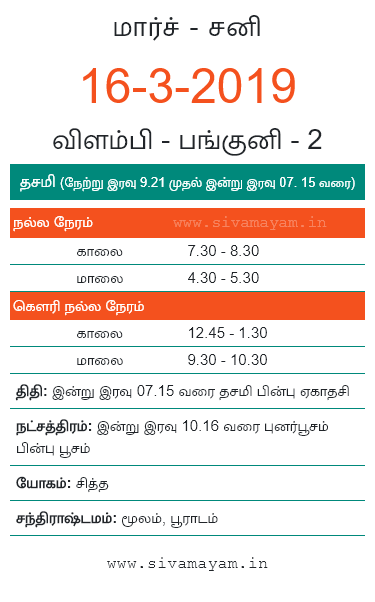 மார்ச் - சனி
16-3-2019
விளம்பி - பங்குனி - 2
தசமி (நேற்று இரவு 9.21 முதல் இன்று இரவு 07. 15 வரை)
நல்ல நேரம் www.sivamayam.in
காலை 7.30 - 8.30
மாலை 4.30 - 5.30
கௌரி நல்ல நேரம்
காலை 12.45 - 1.30
மாலை 9.30 - 10.30
திதி: இன்று இரவு 07.15 வரை தசமி பின்பு ஏகாதசி
நட்சத்திரம்: இன்று இரவு 10.16 வரை புனர்பூசம்
பின்பு பூசம்
யோகம்: சித்த
சந்திராஷ்டமம்: மூலம், பூராடம்
www.sivamayam.in